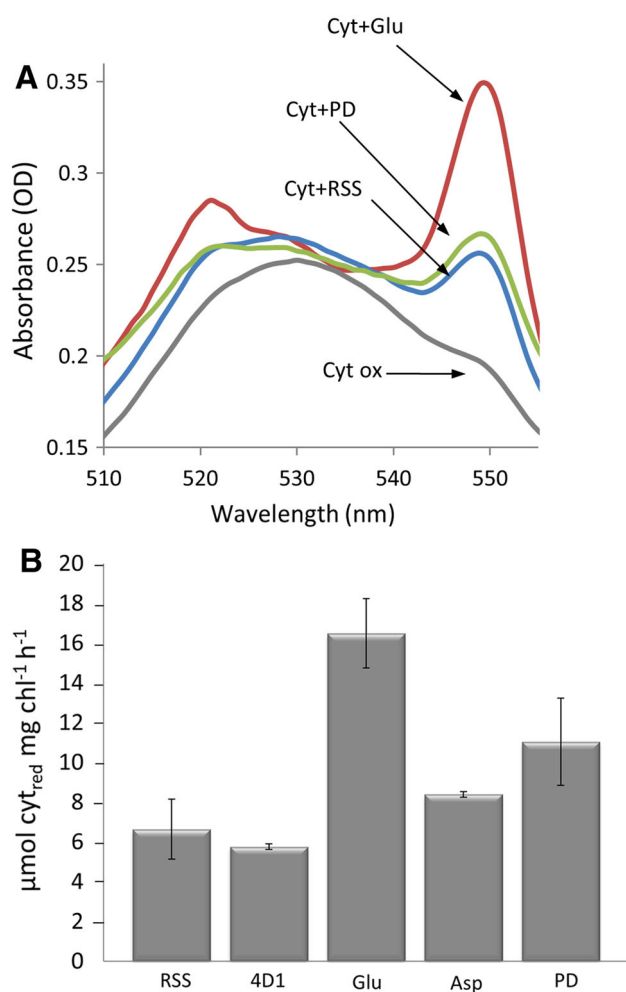 A
Cyt+Glu
Cyt+PD
Cyt+RSS
Cyt ox
Absorbance (OD)
0.35
0.3
0.25
0.2
0.15
510 520 530 540 550
Wavelength (nm)
B
μmol cyt_red mg chl⁻¹ h⁻¹
20
18
16
14
12
10
8
6
4
2
0
RSS 4D1 Glu Asp PD